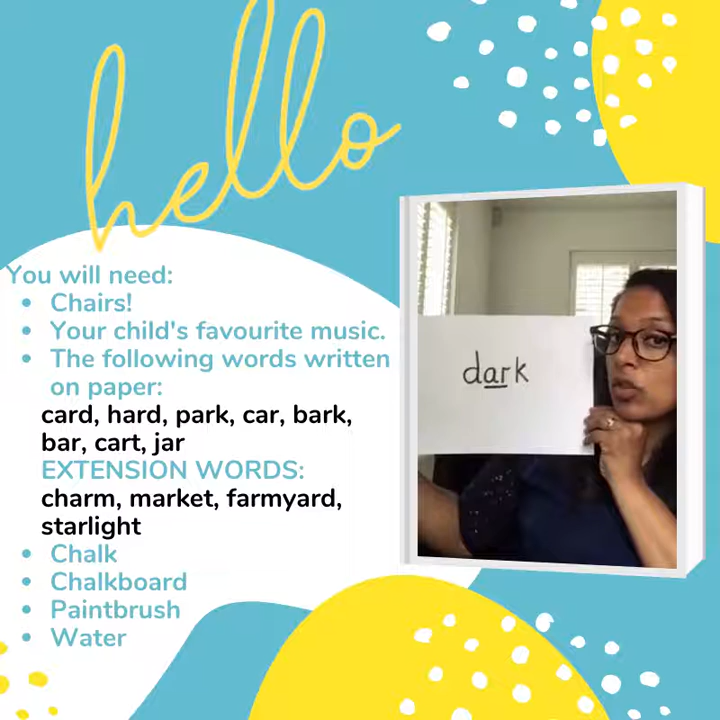 hello
You will need:
• Chairs!
• Your child's favourite music.
• The following words written
on paper:
card, hard, park, car, bark,
bar, cart, jar
EXTENSION WORDS:
charm, market, farmyard,
starlight
• Chalk
• Chalkboard
• Paintbrush
• Water
dark